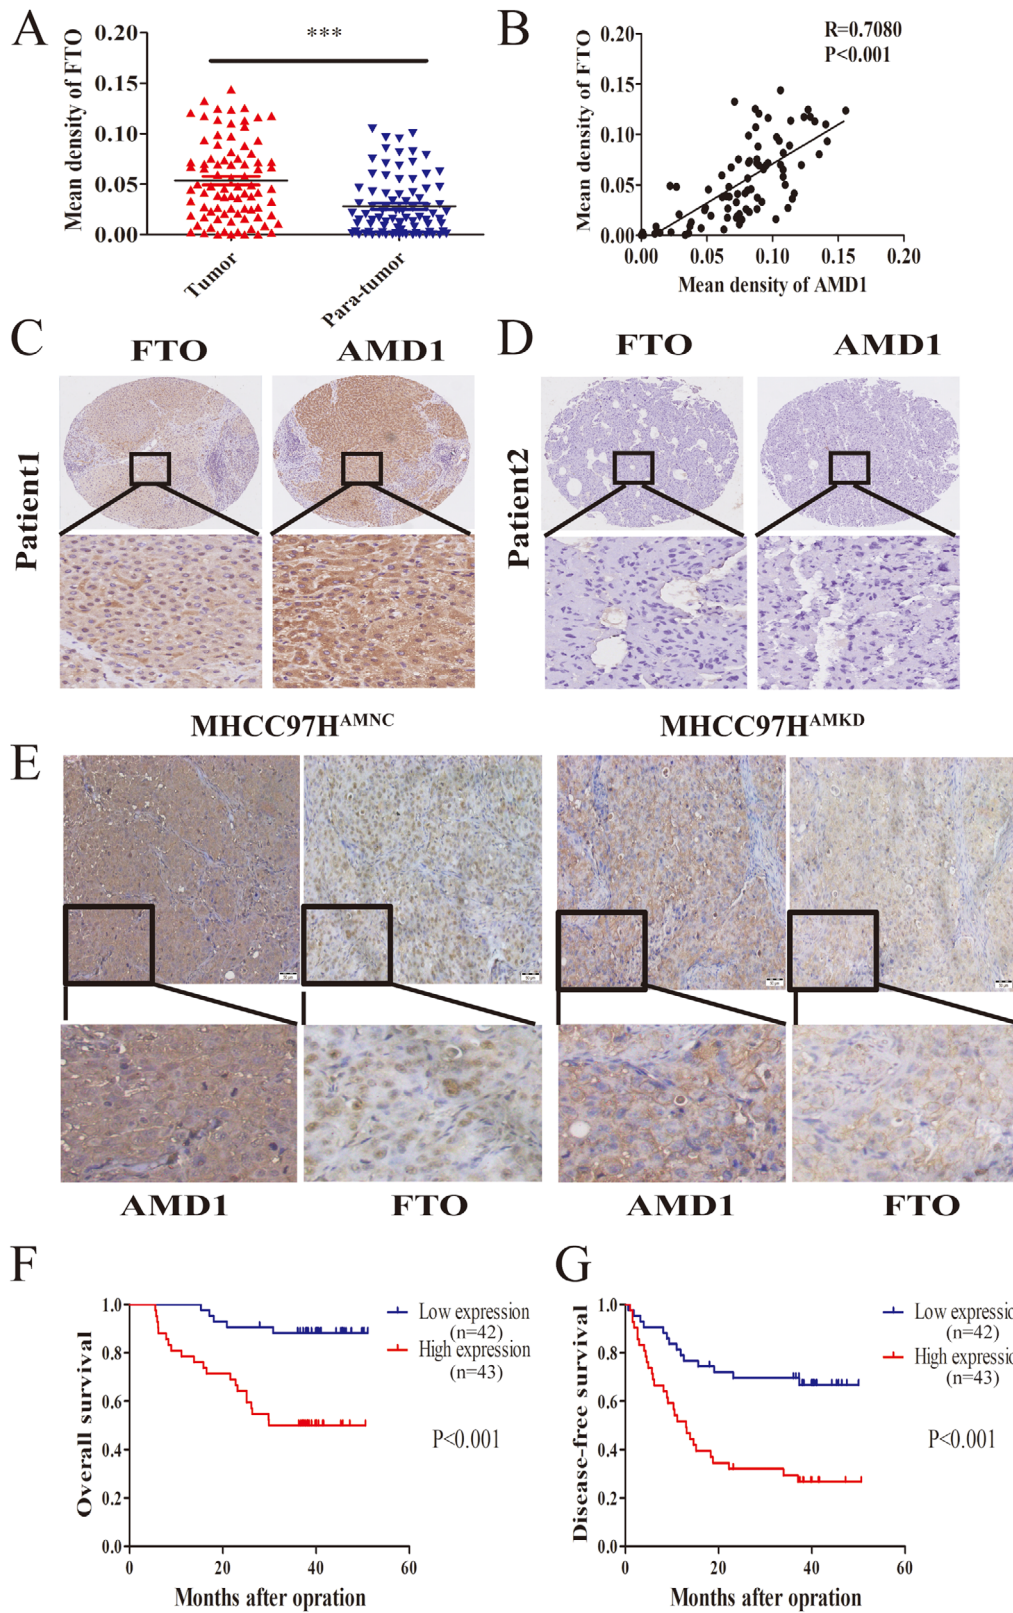 A
Mean density of FTO
0.20
0.15
0.10
0.05
0.00
***
Tumor
Para-tumor
B
Mean density of FTO
0.20
0.15
0.10
0.05
0.00
R=0.7080
P<0.001
0.00 0.05 0.10 0.15 0.20
Mean density of AMD1
C
FTO AMD1
Patient1
D
FTO AMD1
Patient2
MHCC97HAMNC MHCC97HAMKD
E
AMD1 FTO AMD1 FTO
F
Overall survival
1.0
0.8
0.6
0.4
0.2
0.0
0 20 40 60
Months after opration
Low expression
(n=42)
High expression
(n=43)
P<0.001
G
Disease-free survival
1.0
0.8
0.6
0.4
0.2
0.0
0 20 40 60
Months after opration
Low expression
(n=42)
High expression
(n=43)
P<0.001